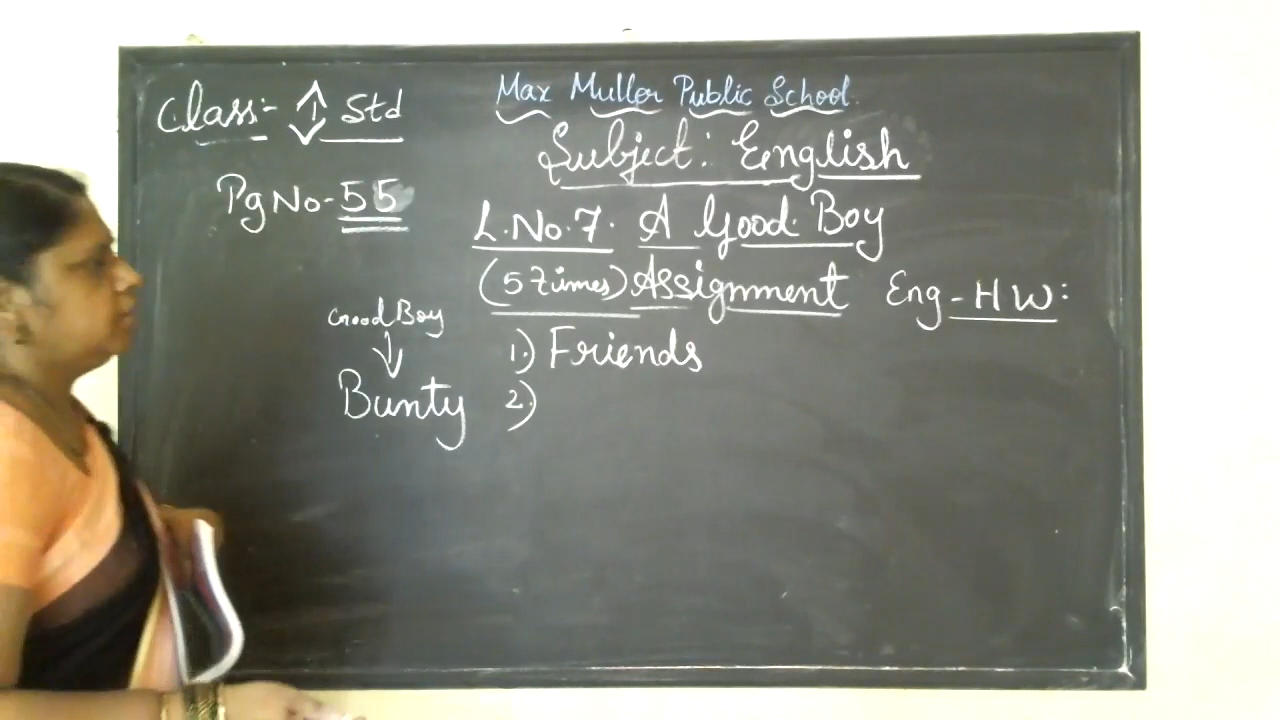 Max Muller Public School.
Class:- I Std
Subject: English
Pg No- 55
L.No.7. A Good Boy
(5 Times) Assignment Eng-HW:
Good Boy
↓
Bunty
1.) Friends
2.)